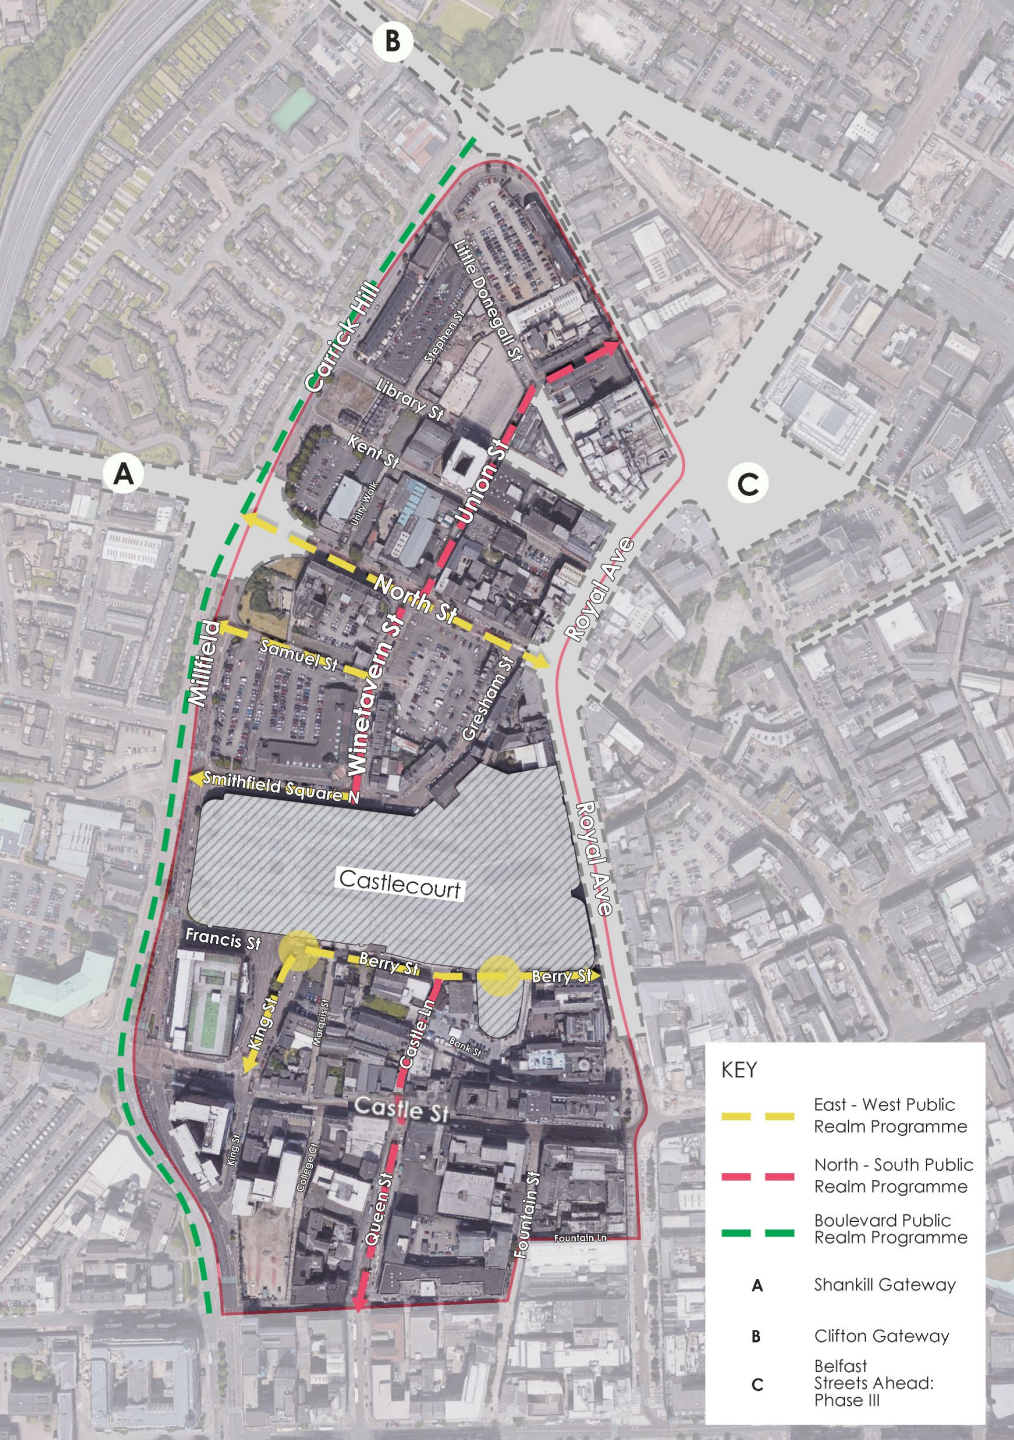 B
Carrick Hill
Little Donegall St
Stephen St
Library St
Kent St
Union St
Unity Walk
A
C
Royal Ave
North St
Samuel St
Millfield
Winetavern St
Gresham St
Smithfield Square N
Royal Ave
Castlecourt
Francis St
Berry St
Berry St
King St
Marquis St
Castle Ln
Bank St
Castle St
King St
College Ct
Queen St
Fountain St
Fountain Ln
KEY
East - West Public
Realm Programme
North - South Public
Realm Programme
Boulevard Public
Realm Programme
A Shankill Gateway
B Clifton Gateway
C Belfast
Streets Ahead:
Phase III